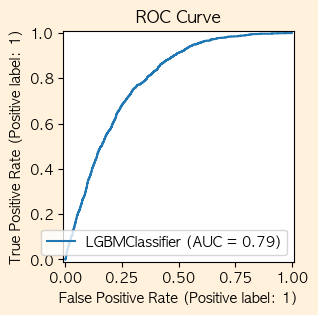 ROC Curve
True Positive Rate (Positive label: 1)
1.0
0.8
0.6
0.4
0.2
0.0
LGBMClassifier (AUC = 0.79)
0.00 0.25 0.50 0.75 1.00
False Positive Rate (Positive label: 1)